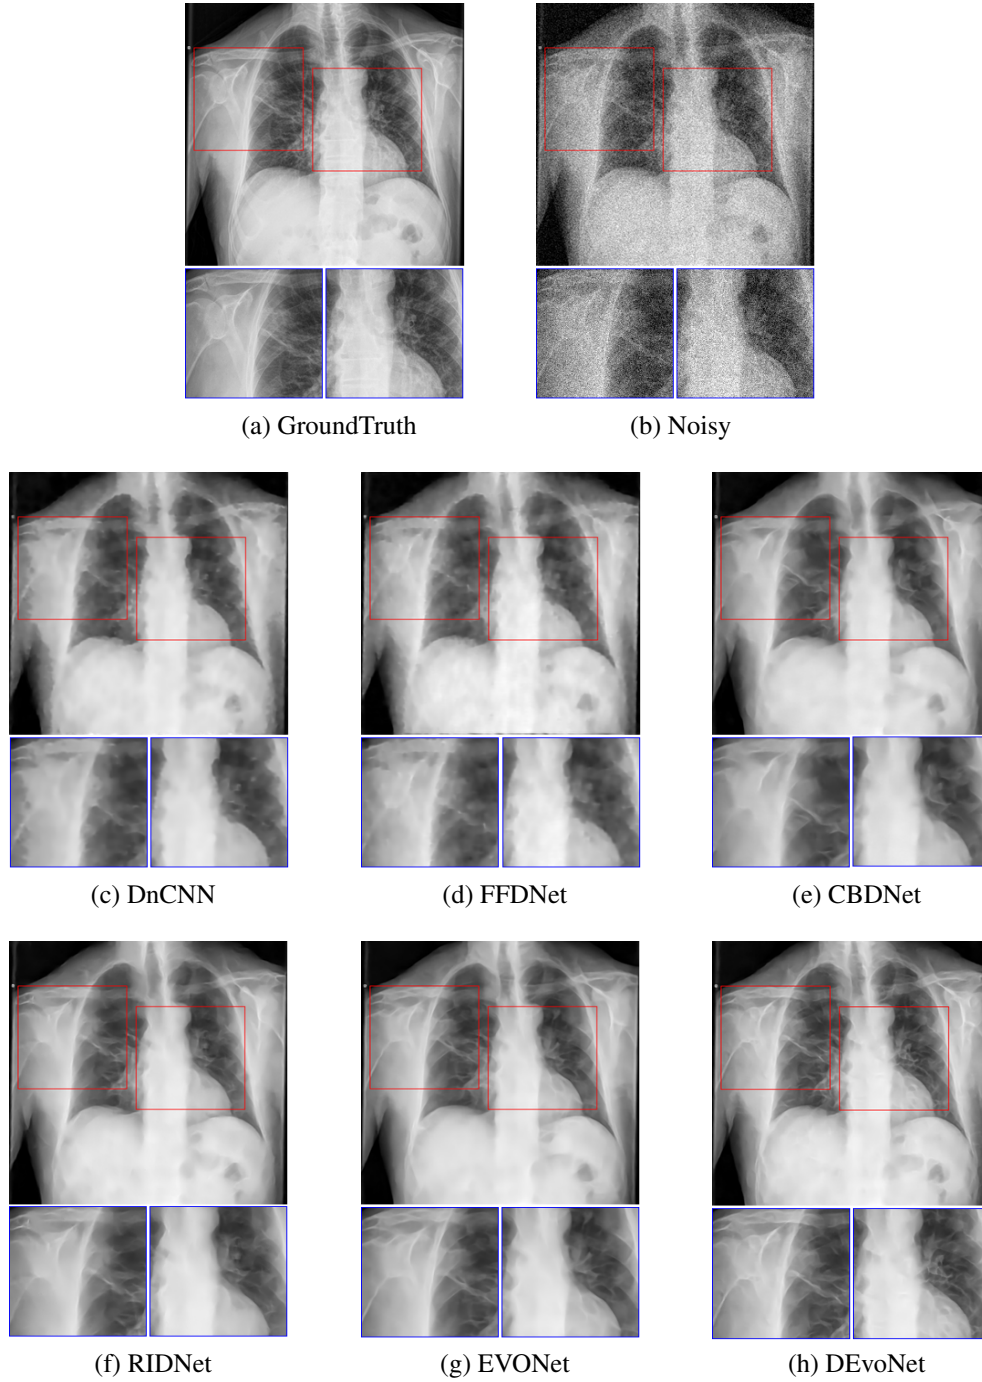 (a) GroundTruth
(b) Noisy
(c) DnCNN
(d) FFDNet
(e) CBDNet
(f) RIDNet
(g) EVONet
(h) DEvoNet